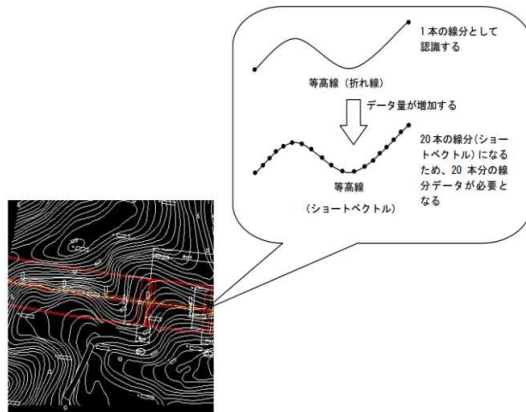 1本の線分として
認識する
等高線（折れ線）
データ量が増加する
20本の線分(ショー
トベクトル)になる
ため、20 本分の線
分データが必要と
なる
等高線
（ショートベクトル）